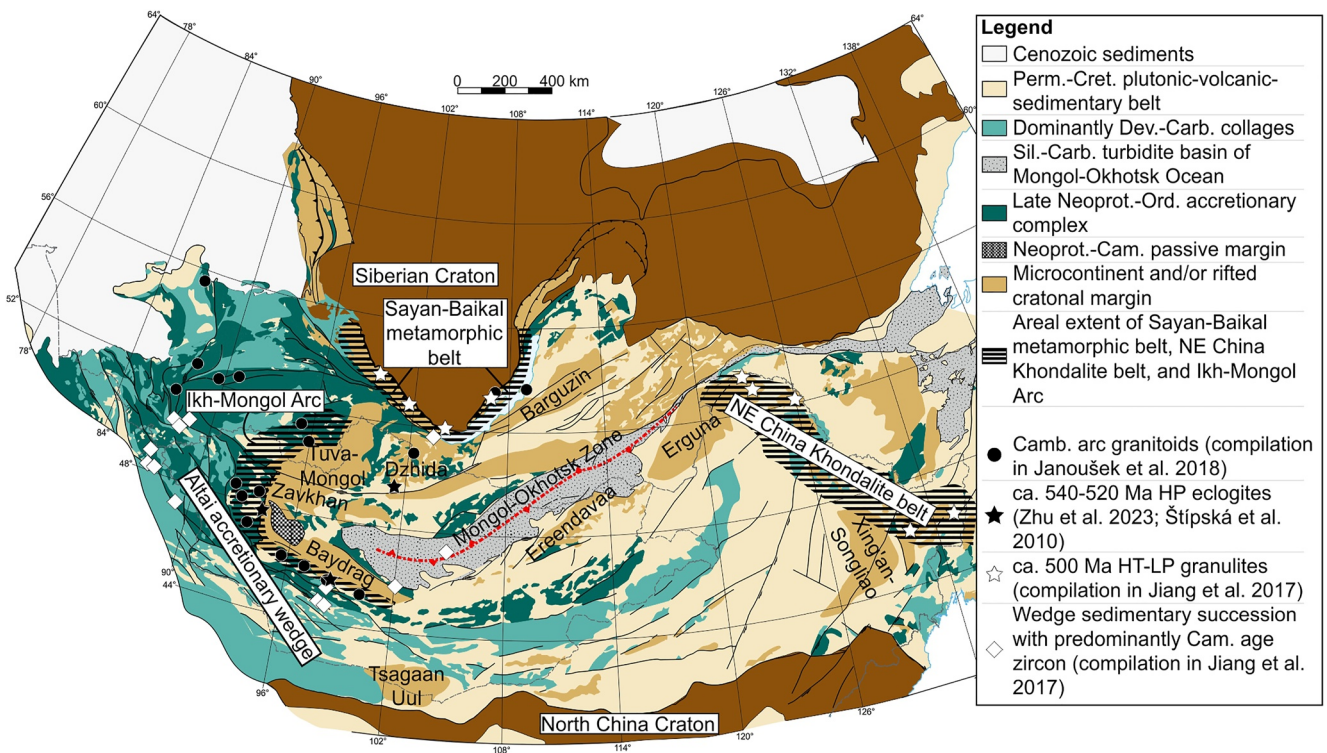 64°
78°
84°
90°
96°
102°
108°
114°
120°
126°
132°
138°
64°
60°
60°
56°
52°
78°
84°
48°
90°
44°
96°
102°
108°
114°
120°
126°
0 200 400 km
Siberian Craton
Sayan-Baikal
metamorphic
belt
Ikh-Mongol Arc
Barguzin
Tuva-
Mongol
Dzhida
Zavkhan
Mongol-Okhotsk Zone
Erguna
Ereendavaa
NE China Khondalite belt
Altai accretionary wedge
Baydrag
Xing'an-
Songliao
Tsagaan
Uul
North China Craton
Legend
Cenozoic sediments
Perm.-Cret. plutonic-volcanic-
sedimentary belt
Dominantly Dev.-Carb. collages
Sil.-Carb. turbidite basin of
Mongol-Okhotsk Ocean
Late Neoprot.-Ord. accretionary
complex
Neoprot.-Cam. passive margin
Microcontinent and/or rifted
cratonal margin
Areal extent of Sayan-Baikal
metamorphic belt, NE China
Khondalite belt, and Ikh-Mongol
Arc
Camb. arc granitoids (compilation
in Janoušek et al. 2018)
ca. 540-520 Ma HP eclogites
(Zhu et al. 2023; Štípská et al.
2010)
ca. 500 Ma HT-LP granulites
(compilation in Jiang et al. 2017)
Wedge sedimentary succession
with predominantly Cam. age
zircon (compilation in Jiang et al.
2017)